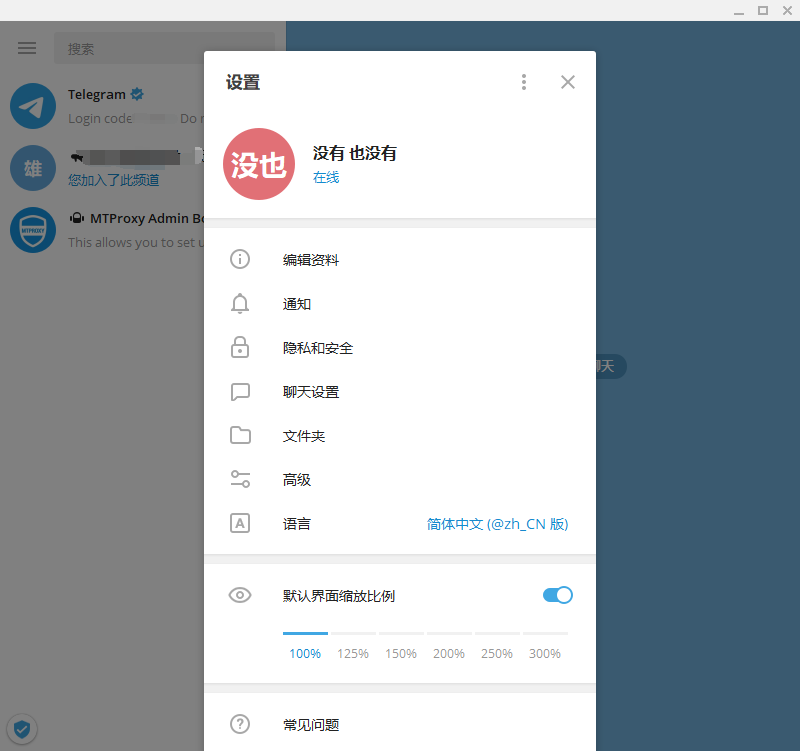 搜索
Telegram
Login code
Do
雄
您加入了此频道
MTPROXY
MTProxy Admin Bo
This allows you to set u
设置
没也
没有 也没有
在线
编辑资料
通知
隐私和安全
聊天设置
文件夹
高级
A
语言
简体中文 (@zh_CN 版)
默认界面缩放比例
100% 125% 150% 200% 250% 300%
常见问题
天